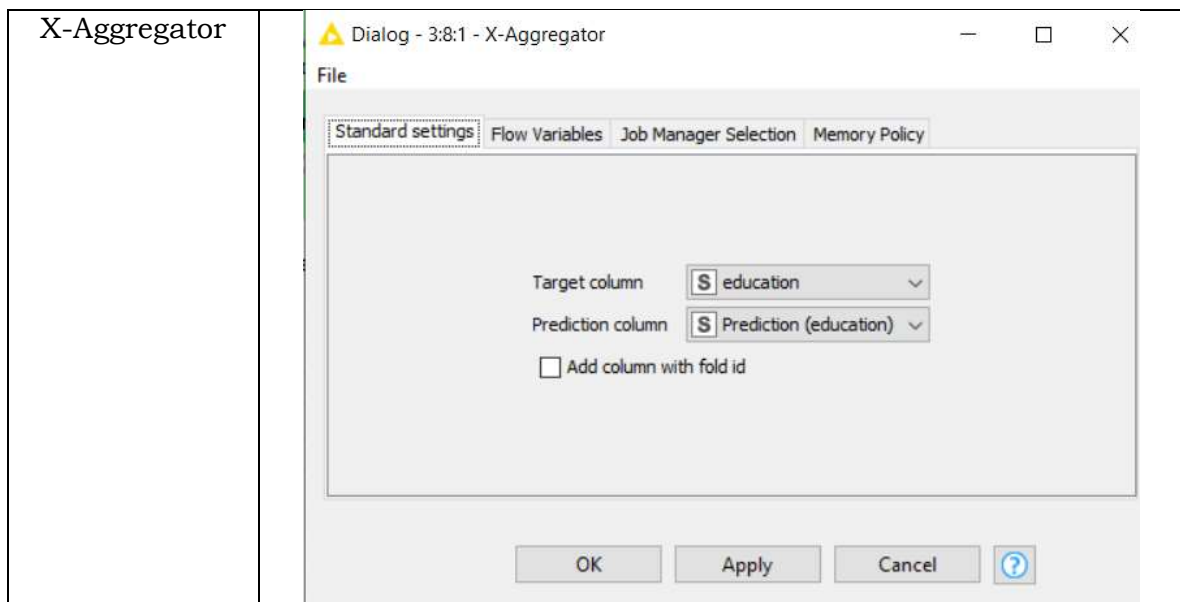 X-Aggregator
Dialog - 3:8:1 - X-Aggregator
File
Standard settings Flow Variables Job Manager Selection Memory Policy
Target column S education
Prediction column S Prediction (education)
Add column with fold id
OK Apply Cancel ?